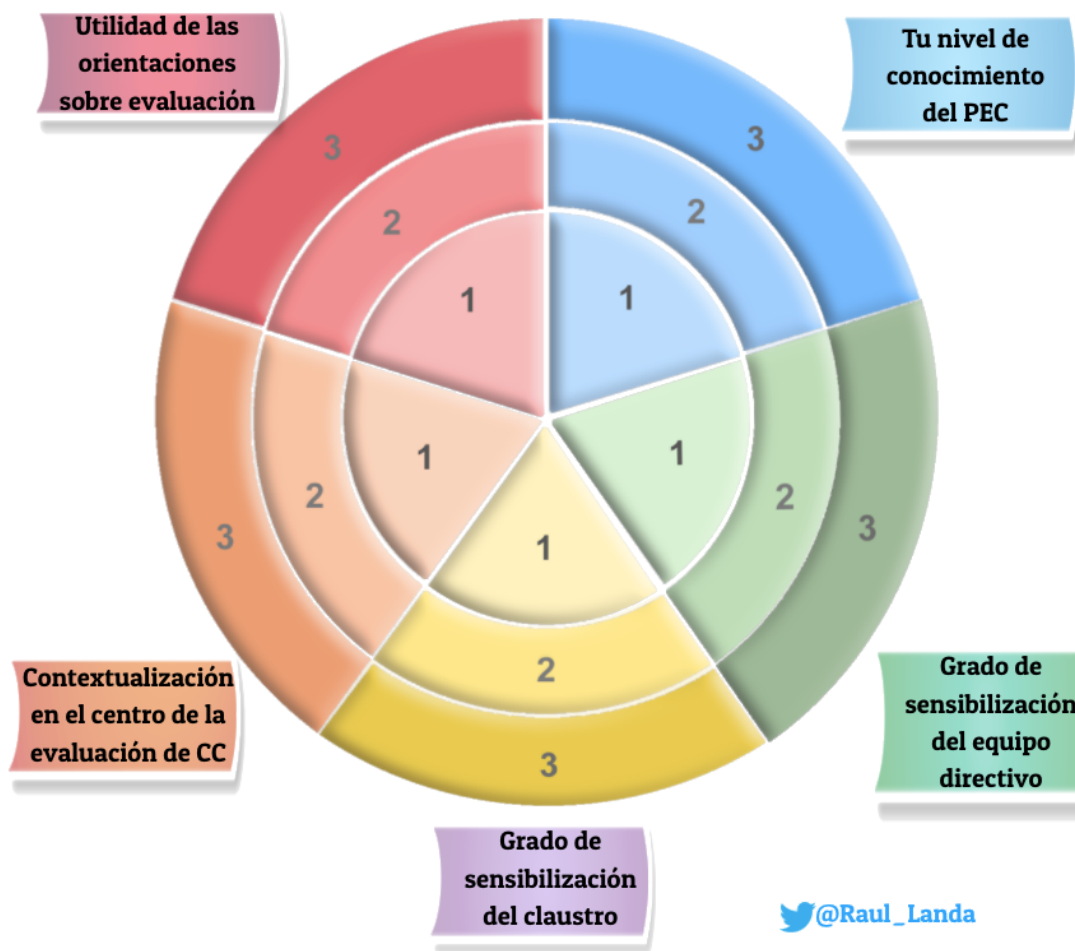 Utilidad de las
orientaciones
sobre evaluación
Tu nivel de
conocimiento
del PEC
3
3
2
2
1
1
1
1
2
2
3
3
1
2
3
Contextualización
en el centro de la
evaluación de CC
Grado de
sensibilización
del equipo
directivo
Grado de
sensibilización
del claustro
@Raul_Landa